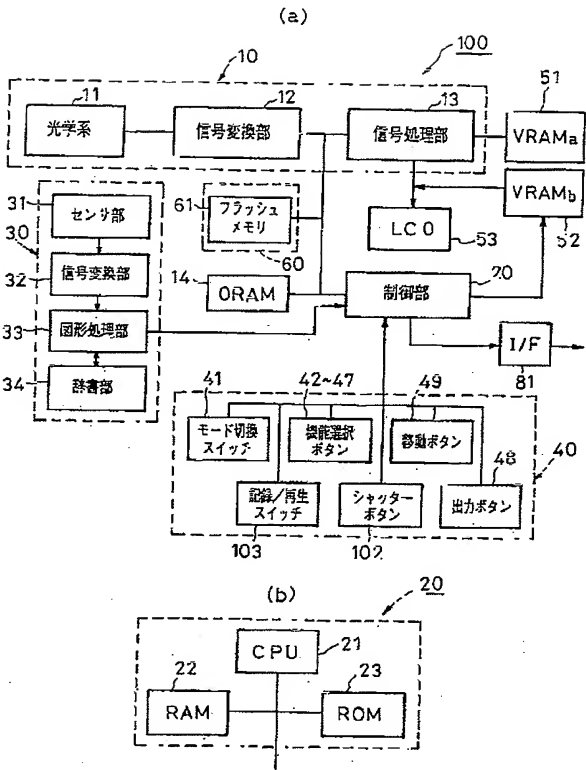 (a)
10
100
11
12
13
51
光学系
信号変換部
信号処理部
VRAMa
31
センサ部
61
フラッシュ
メモリ
VRAMb
30
LCD
52
32
信号変換部
60
53
14
DRAM
20
制御部
33
図形処理部
I/F
34
辞書部
81
41
42~47
49
モード切換
スイッチ
機能選択
ボタン
移動ボタン
48
40
記録/再生
スイッチ
シャッター
ボタン
出力ボタン
103
102
(b)
20
CPU
21
22
23
RAM
ROM